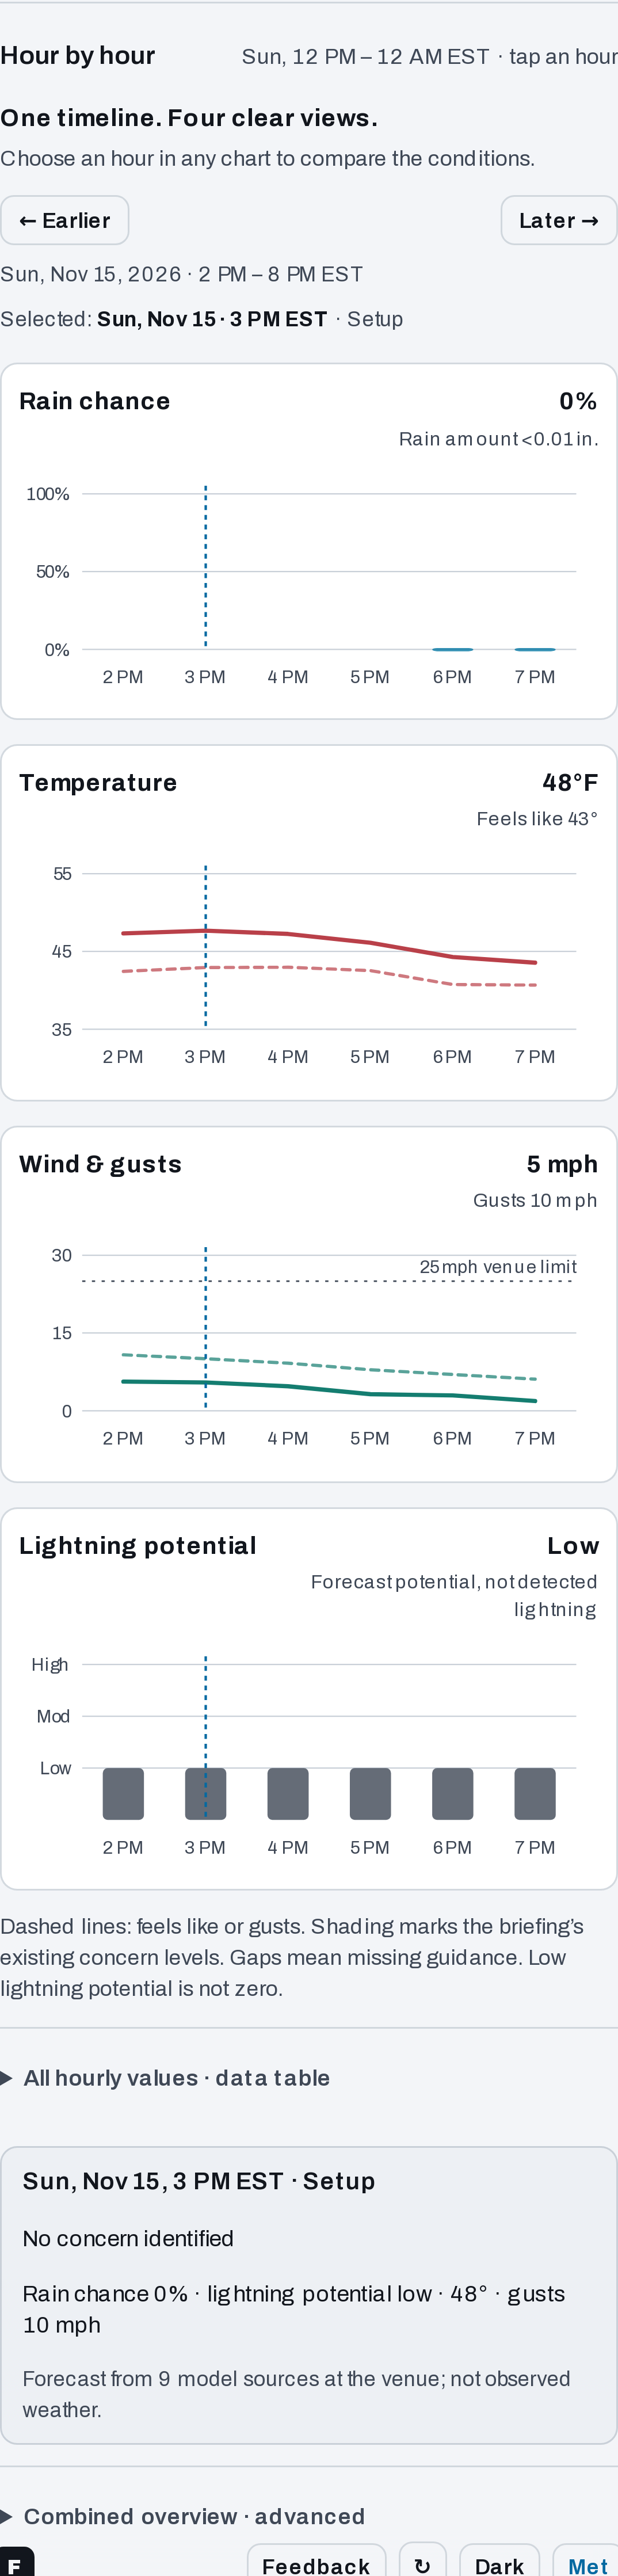 Hour by hour
Sun, 12 PM – 12 AM EST · tap an hour
One timeline. Four clear views.
Choose an hour in any chart to compare the conditions.
← Earlier
Later →
Sun, Nov 15, 2026 · 2 PM – 8 PM EST
Selected: Sun, Nov 15 · 3 PM EST · Setup
Rain chance
0%
Rain amount <0.01 in.
100%
50%
0%
2 PM 3 PM 4 PM 5 PM 6 PM 7 PM
Temperature
48°F
Feels like 43°
55
45
35
2 PM 3 PM 4 PM 5 PM 6 PM 7 PM
Wind & gusts
5 mph
Gusts 10 mph
30
25 mph venue limit
15
0
2 PM 3 PM 4 PM 5 PM 6 PM 7 PM
Lightning potential
Low
Forecast potential, not detected
lightning
High
Mod
Low
2 PM 3 PM 4 PM 5 PM 6 PM 7 PM
Dashed lines: feels like or gusts. Shading marks the briefing’s
existing concern levels. Gaps mean missing guidance. Low
lightning potential is not zero.
▶ All hourly values · data table
Sun, Nov 15, 3 PM EST · Setup
No concern identified
Rain chance 0% · lightning potential low · 48° · gusts
10 mph
Forecast from 9 model sources at the venue; not observed
weather.
▶ Combined overview · advanced
F
Feedback
↻
Dark
Met